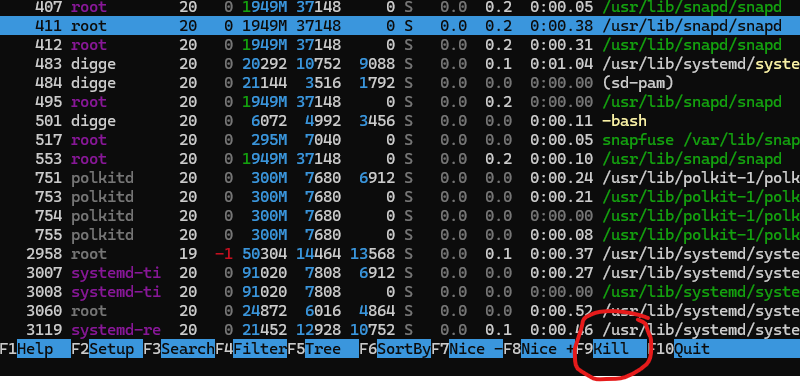 407 root 20 0 1949M 37148 0 S 0.0 0.2 0:00.05 /usr/lib/snapd/snapd
411 root 20 0 1949M 37148 0 S 0.0 0.2 0:00.38 /usr/lib/snapd/snapd
412 root 20 0 1949M 37148 0 S 0.0 0.2 0:00.31 /usr/lib/snapd/snapd
483 digge 20 0 20292 10752 9088 S 0.0 0.1 0:01.04 /usr/lib/systemd/syste
484 digge 20 0 21144 3516 1792 S 0.0 0.0 0:00.00 (sd-pam)
495 root 20 0 1949M 37148 0 S 0.0 0.2 0:00.00 /usr/lib/snapd/snapd
501 digge 20 0 6072 4992 3456 S 0.0 0.0 0:00.11 -bash
517 root 20 0 295M 7040 0 S 0.0 0.0 0:00.05 snapfuse /var/lib/snap
553 root 20 0 1949M 37148 0 S 0.0 0.2 0:00.10 /usr/lib/snapd/snapd
751 polkitd 20 0 300M 7680 6912 S 0.0 0.0 0:00.24 /usr/lib/polkit-1/polk
753 polkitd 20 0 300M 7680 0 S 0.0 0.0 0:00.21 /usr/lib/polkit-1/polk
754 polkitd 20 0 300M 7680 0 S 0.0 0.0 0:00.00 /usr/lib/polkit-1/polk
755 polkitd 20 0 300M 7680 0 S 0.0 0.0 0:00.08 /usr/lib/polkit-1/polk
2958 root 19 -1 50304 14464 13568 S 0.0 0.1 0:00.37 /usr/lib/systemd/syste
3007 systemd-ti 20 0 91020 7808 6912 S 0.0 0.0 0:00.27 /usr/lib/systemd/syste
3008 systemd-ti 20 0 91020 7808 0 S 0.0 0.0 0:00.00 /usr/lib/systemd/syste
3060 root 20 0 24872 6016 4864 S 0.0 0.0 0:00.52 /usr/lib/systemd/syste
3119 systemd-re 20 0 21452 12928 10752 S 0.0 0.1 0:00.46 /usr/lib/systemd/syste
F1Help F2Setup F3SearchF4FilterF5Tree F6SortByF7Nice -F8Nice +F9Kill F10Quit